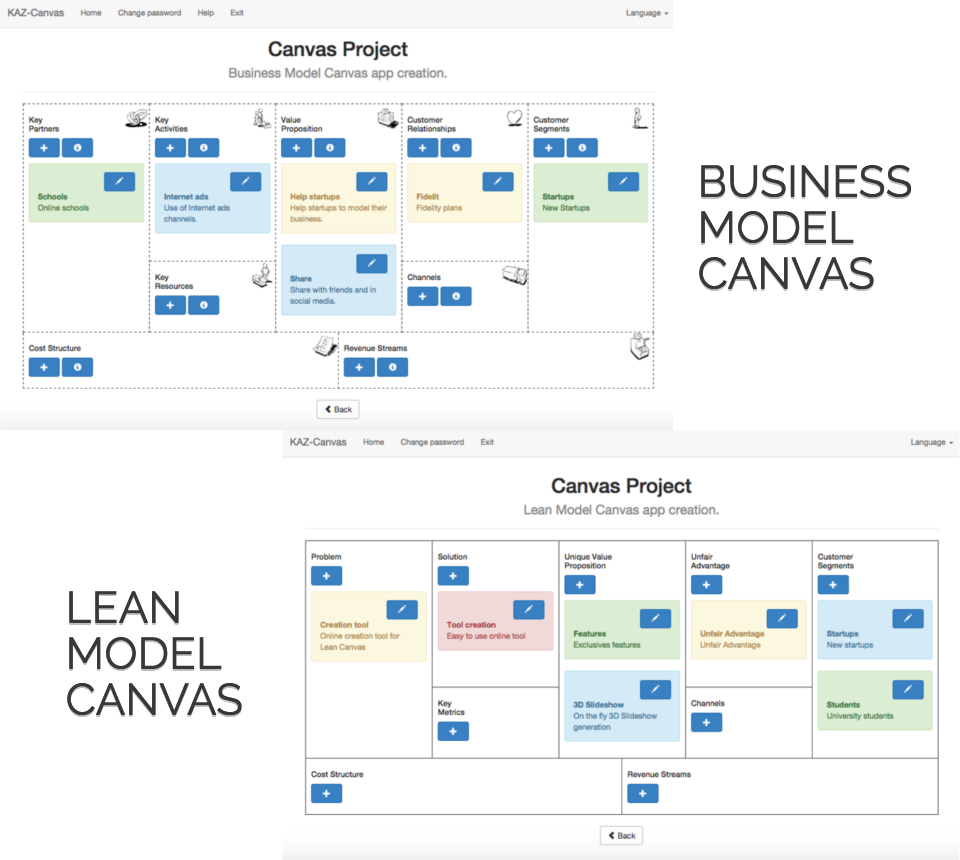 KAZ-Canvas Home Change password Help Exit Language
Canvas Project
Business Model Canvas app creation.
Key
Partners
Schools
Online schools
Key
Activities
Internet ads
Use of Internet ads
channels.
Key
Resources
Value
Proposition
Help startups
Help startups to model their
business.
Share
Share with friends and in
social media.
Customer
Relationships
Fidelit
Fidelity plans
Channels
Customer
Segments
Startups
New Startups
Cost Structure
Revenue Streams
Back
BUSINESS
MODEL
CANVAS
LEAN
MODEL
CANVAS
KAZ-Canvas Home Change password Exit Language
Canvas Project
Lean Model Canvas app creation.
Problem
Creation tool
Online creation tool for
Lean Canvas
Solution
Tool creation
Easy to use online tool
Key
Metrics
Unique Value
Proposition
Features
Exclusives features
3D Slideshow
On the fly 3D Slideshow
generation
Unfair
Advantage
Unfair Advantage
Unfair Advantage
Channels
Customer
Segments
Startups
New startups
Students
University students
Cost Structure
Revenue Streams
Back